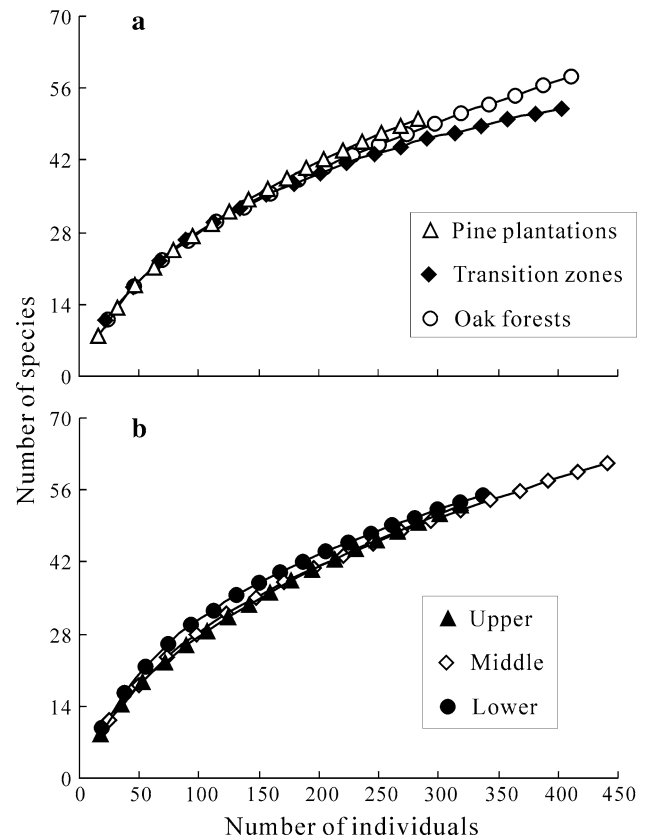 70
a
56
42
28
14
0
Pine plantations
Transition zones
Oak forests
Number of species
70
b
56
42
28
14
0
Upper
Middle
Lower
0 50 100 150 200 250 300 350 400 450
Number of individuals